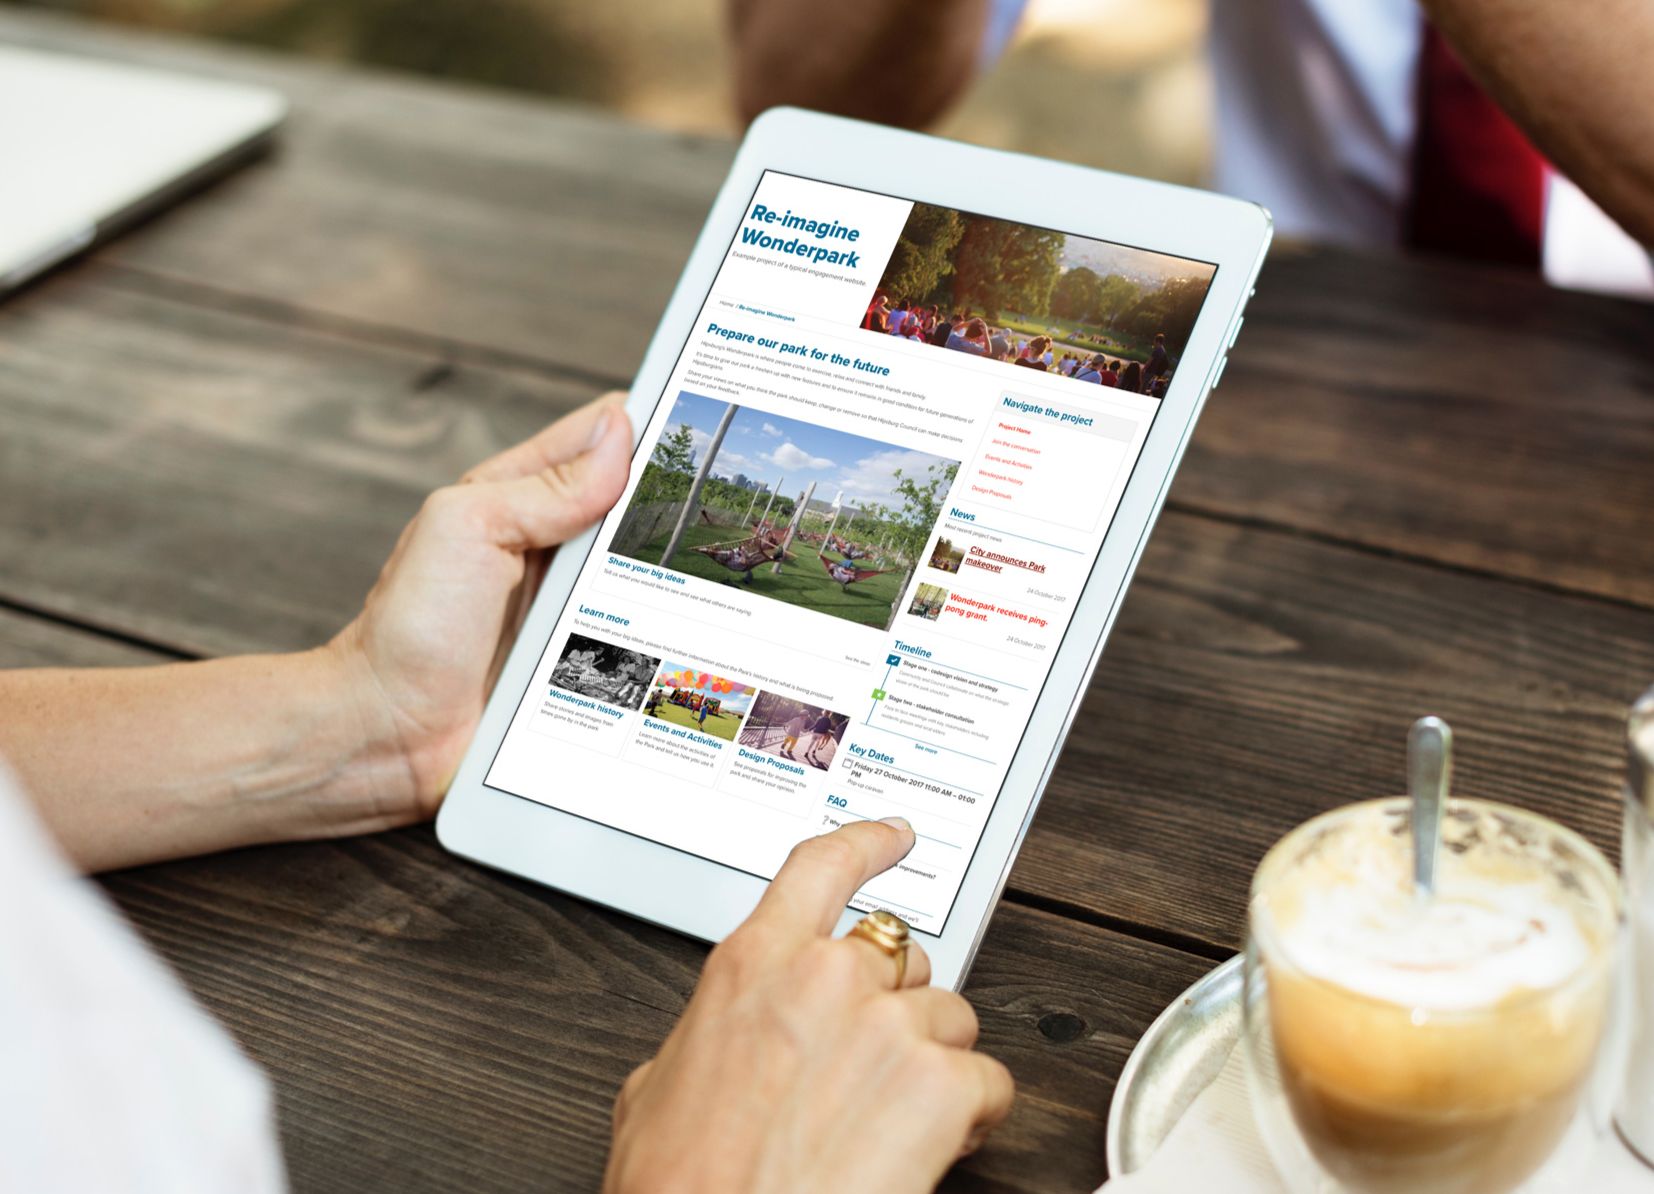 Re-imagine
Wonderpark
Example project of a typical engagement website.
Home / Re-imagine Wonderpark
Prepare our park for the future
Hijsburg's Wonderpark is where people come to exercise, relax and connect with friends and family.
It's time to give our park a freshen up with new features and to ensure it remains in good condition for future generations of
Hijsburgians.
Share your views on what you think the park should keep, change or remove so that Hijsburg Council can make decisions
based on your feedback.
Share your big ideas
Tell us what you would like to see and see what others are saying.
See the ideas
Learn more
To help you with your big ideas, please find further information about the Park's history and what is being proposed.
Wonderpark history
Share stories and images from
times gone by in the park
Events and Activities
Learn more about the activities of
the Park and tell us how you use it.
Design Proposals
See proposals for improving the
park and share your opinion.
Navigate the project
Project Home
Join the conversation
Events and Activities
Wonderpark history
Design Proposals
News
Most recent project news
City announces Park
makeover
24 October 2017
Wonderpark receives ping-
pong grant.
24 October 2017
Timeline
Stage one - codesign vision and strategy
Community and Council collaborate on what the strategic
vision of the park should be.
Stage two - stakeholder consultation
Face to face meetings with key stakeholders including
residents groups and local elders
See more
Key Dates
Friday 27 October 2017 11:00 AM – 01:00
PM
Pop-up caravan
FAQ
? Why
improvements?
your email address and we'll